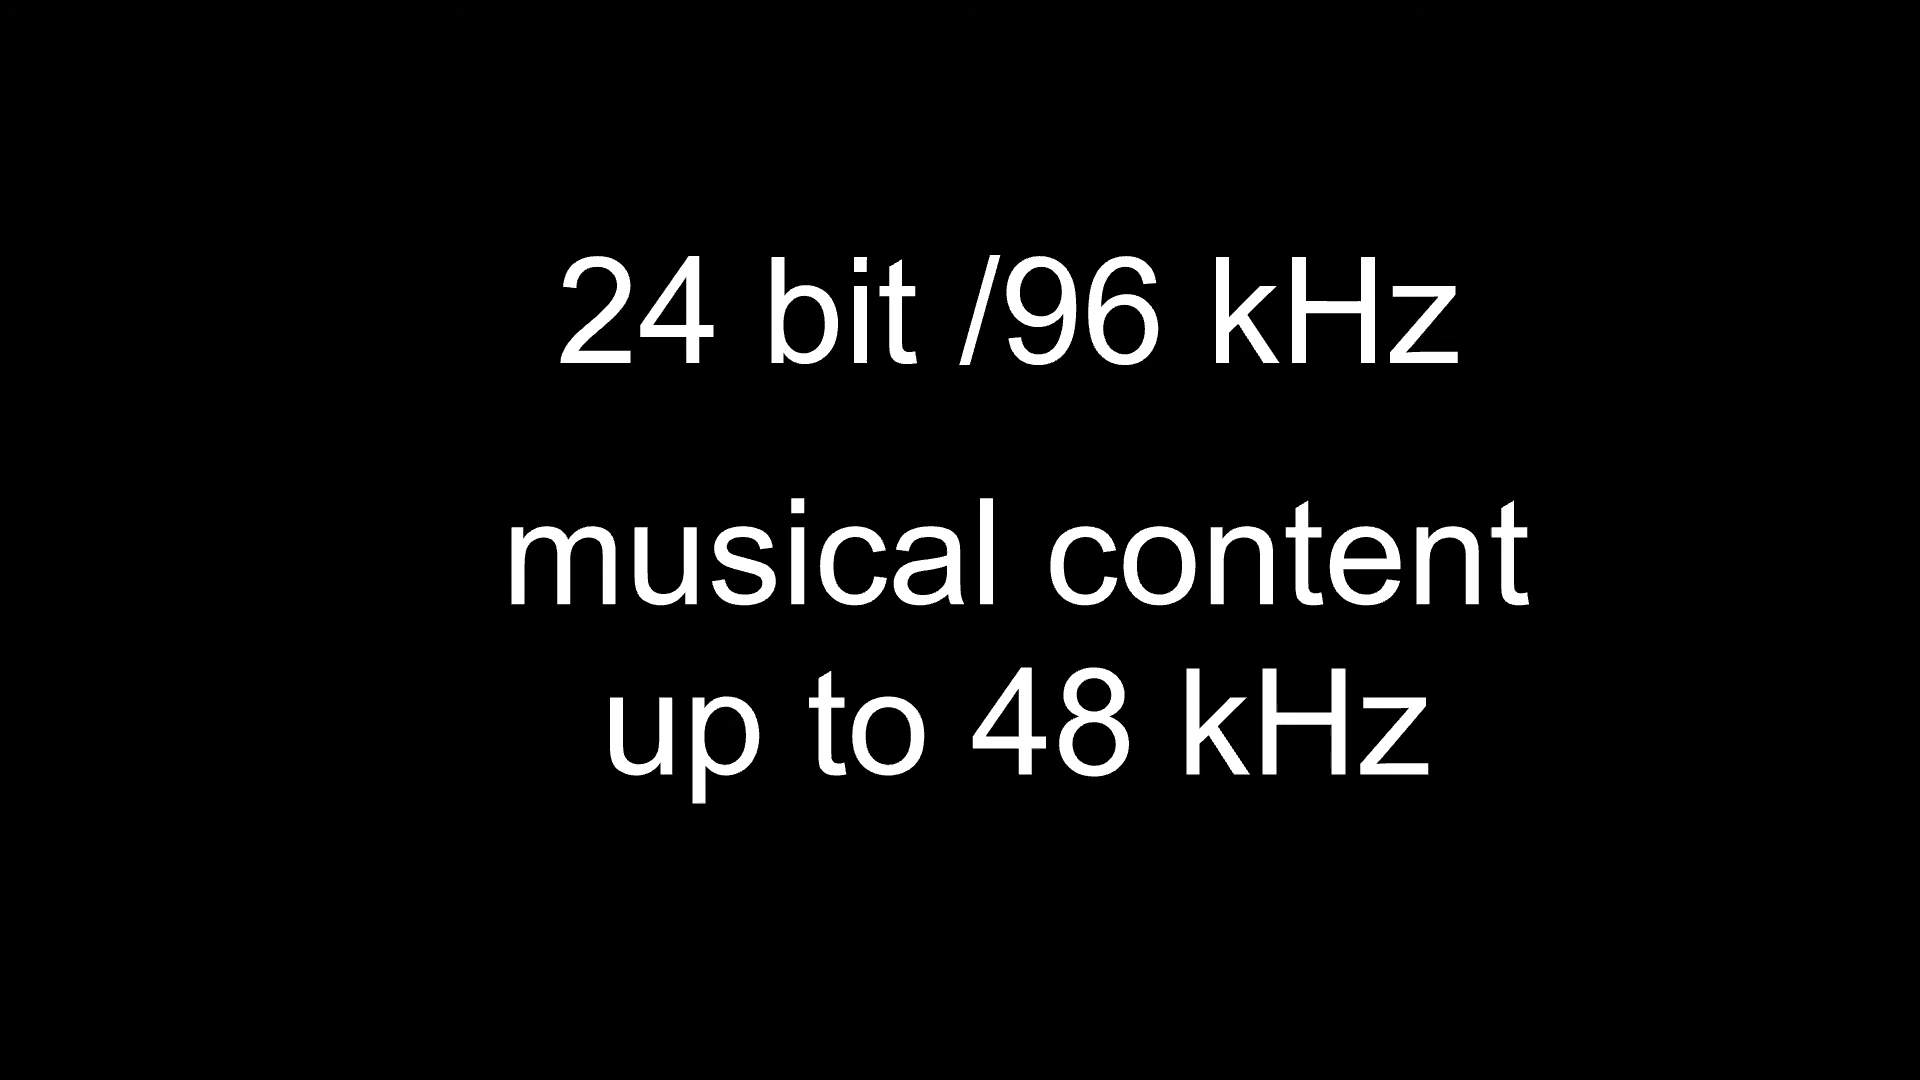 24 bit /96 kHz
musical content
up to 48 kHz